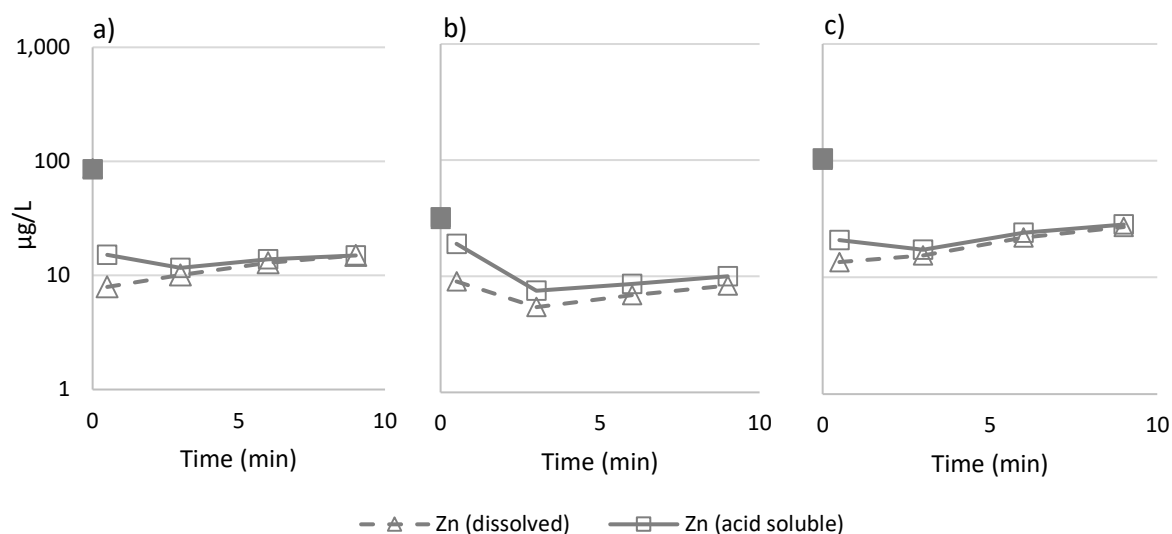 a)
b)
c)
1,000
100
10
1
µg/L
0
5
10
0
5
10
0
5
10
Time (min)
Time (min)
Time (min)
Zn (dissolved)
Zn (acid soluble)